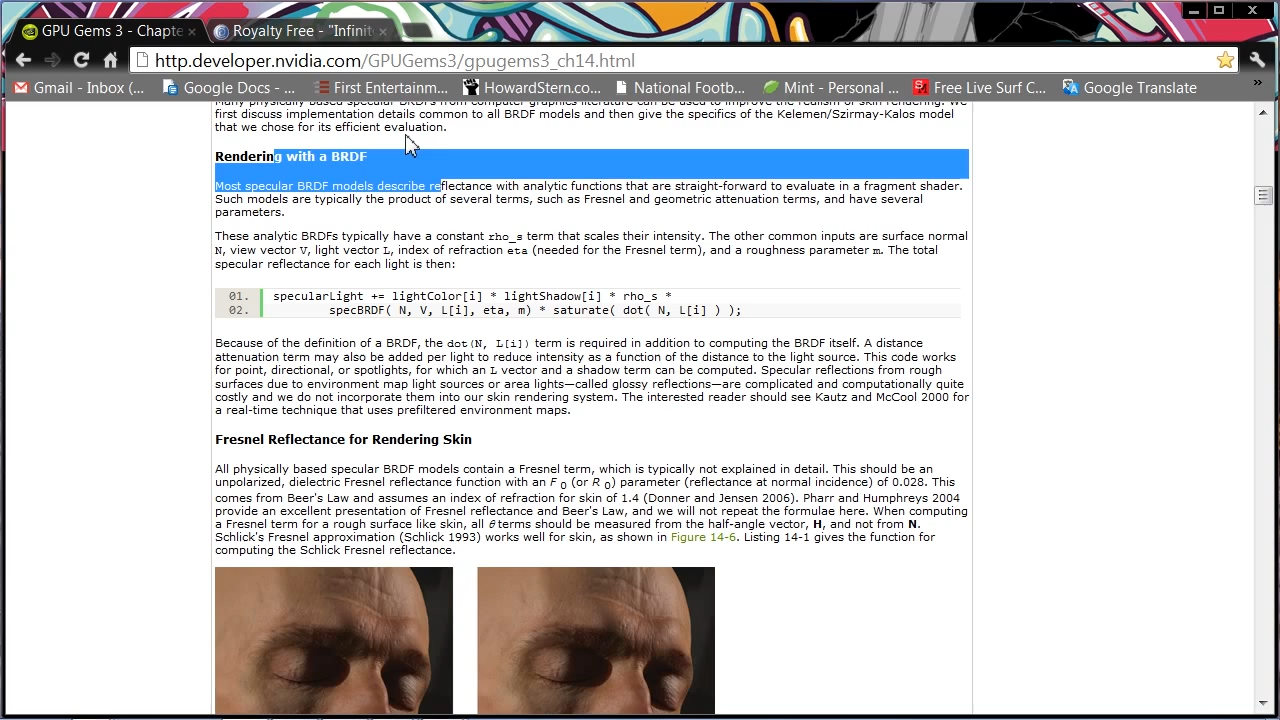 GPU Gems 3 - Chapte
Royalty Free - "Infinit
http.developer.nvidia.com/GPUGems3/gpugems3_ch14.html
Gmail - Inbox (...
Google Docs - ...
First Entertainm...
HowardStern.co...
National Footb...
Mint - Personal ...
Free Live Surf C...
Google Translate
»
Many physically based specular BRDFs from computer graphics literature can be used to improve the realism of skin rendering. We
first discuss implementation details common to all BRDF models and then give the specifics of the Kelemen/Szirmay-Kalos model
that we chose for its efficient evaluation.
Rendering with a BRDF
Most specular BRDF models describe reflectance with analytic functions that are straight-forward to evaluate in a fragment shader.
Such models are typically the product of several terms, such as Fresnel and geometric attenuation terms, and have several
parameters.
These analytic BRDFs typically have a constant rho_s term that scales their intensity. The other common inputs are surface normal
N, view vector V, light vector L, index of refraction eta (needed for the Fresnel term), and a roughness parameter m. The total
specular reflectance for each light is then:
01. specularLight += lightColor[i] * lightShadow[i] * rho_s *
02. specBRDF( N, V, L[i], eta, m) * saturate( dot( N, L[i] ) );
Because of the definition of a BRDF, the dot(N, L[i]) term is required in addition to computing the BRDF itself. A distance
attenuation term may also be added per light to reduce intensity as a function of the distance to the light source. This code works
for point, directional, or spotlights, for which an L vector and a shadow term can be computed. Specular reflections from rough
surfaces due to environment map light sources or area lights—called glossy reflections—are complicated and computationally quite
costly and we do not incorporate them into our skin rendering system. The interested reader should see Kautz and McCool 2000 for
a real-time technique that uses prefiltered environment maps.
Fresnel Reflectance for Rendering Skin
All physically based specular BRDF models contain a Fresnel term, which is typically not explained in detail. This should be an
unpolarized, dielectric Fresnel reflectance function with an F 0 (or R 0) parameter (reflectance at normal incidence) of 0.028. This
comes from Beer's Law and assumes an index of refraction for skin of 1.4 (Donner and Jensen 2006). Pharr and Humphreys 2004
provide an excellent presentation of Fresnel reflectance and Beer's Law, and we will not repeat the formulae here. When computing
a Fresnel term for a rough surface like skin, all θ terms should be measured from the half-angle vector, H, and not from N.
Schlick's Fresnel approximation (Schlick 1993) works well for skin, as shown in Figure 14-6. Listing 14-1 gives the function for
computing the Schlick Fresnel reflectance.